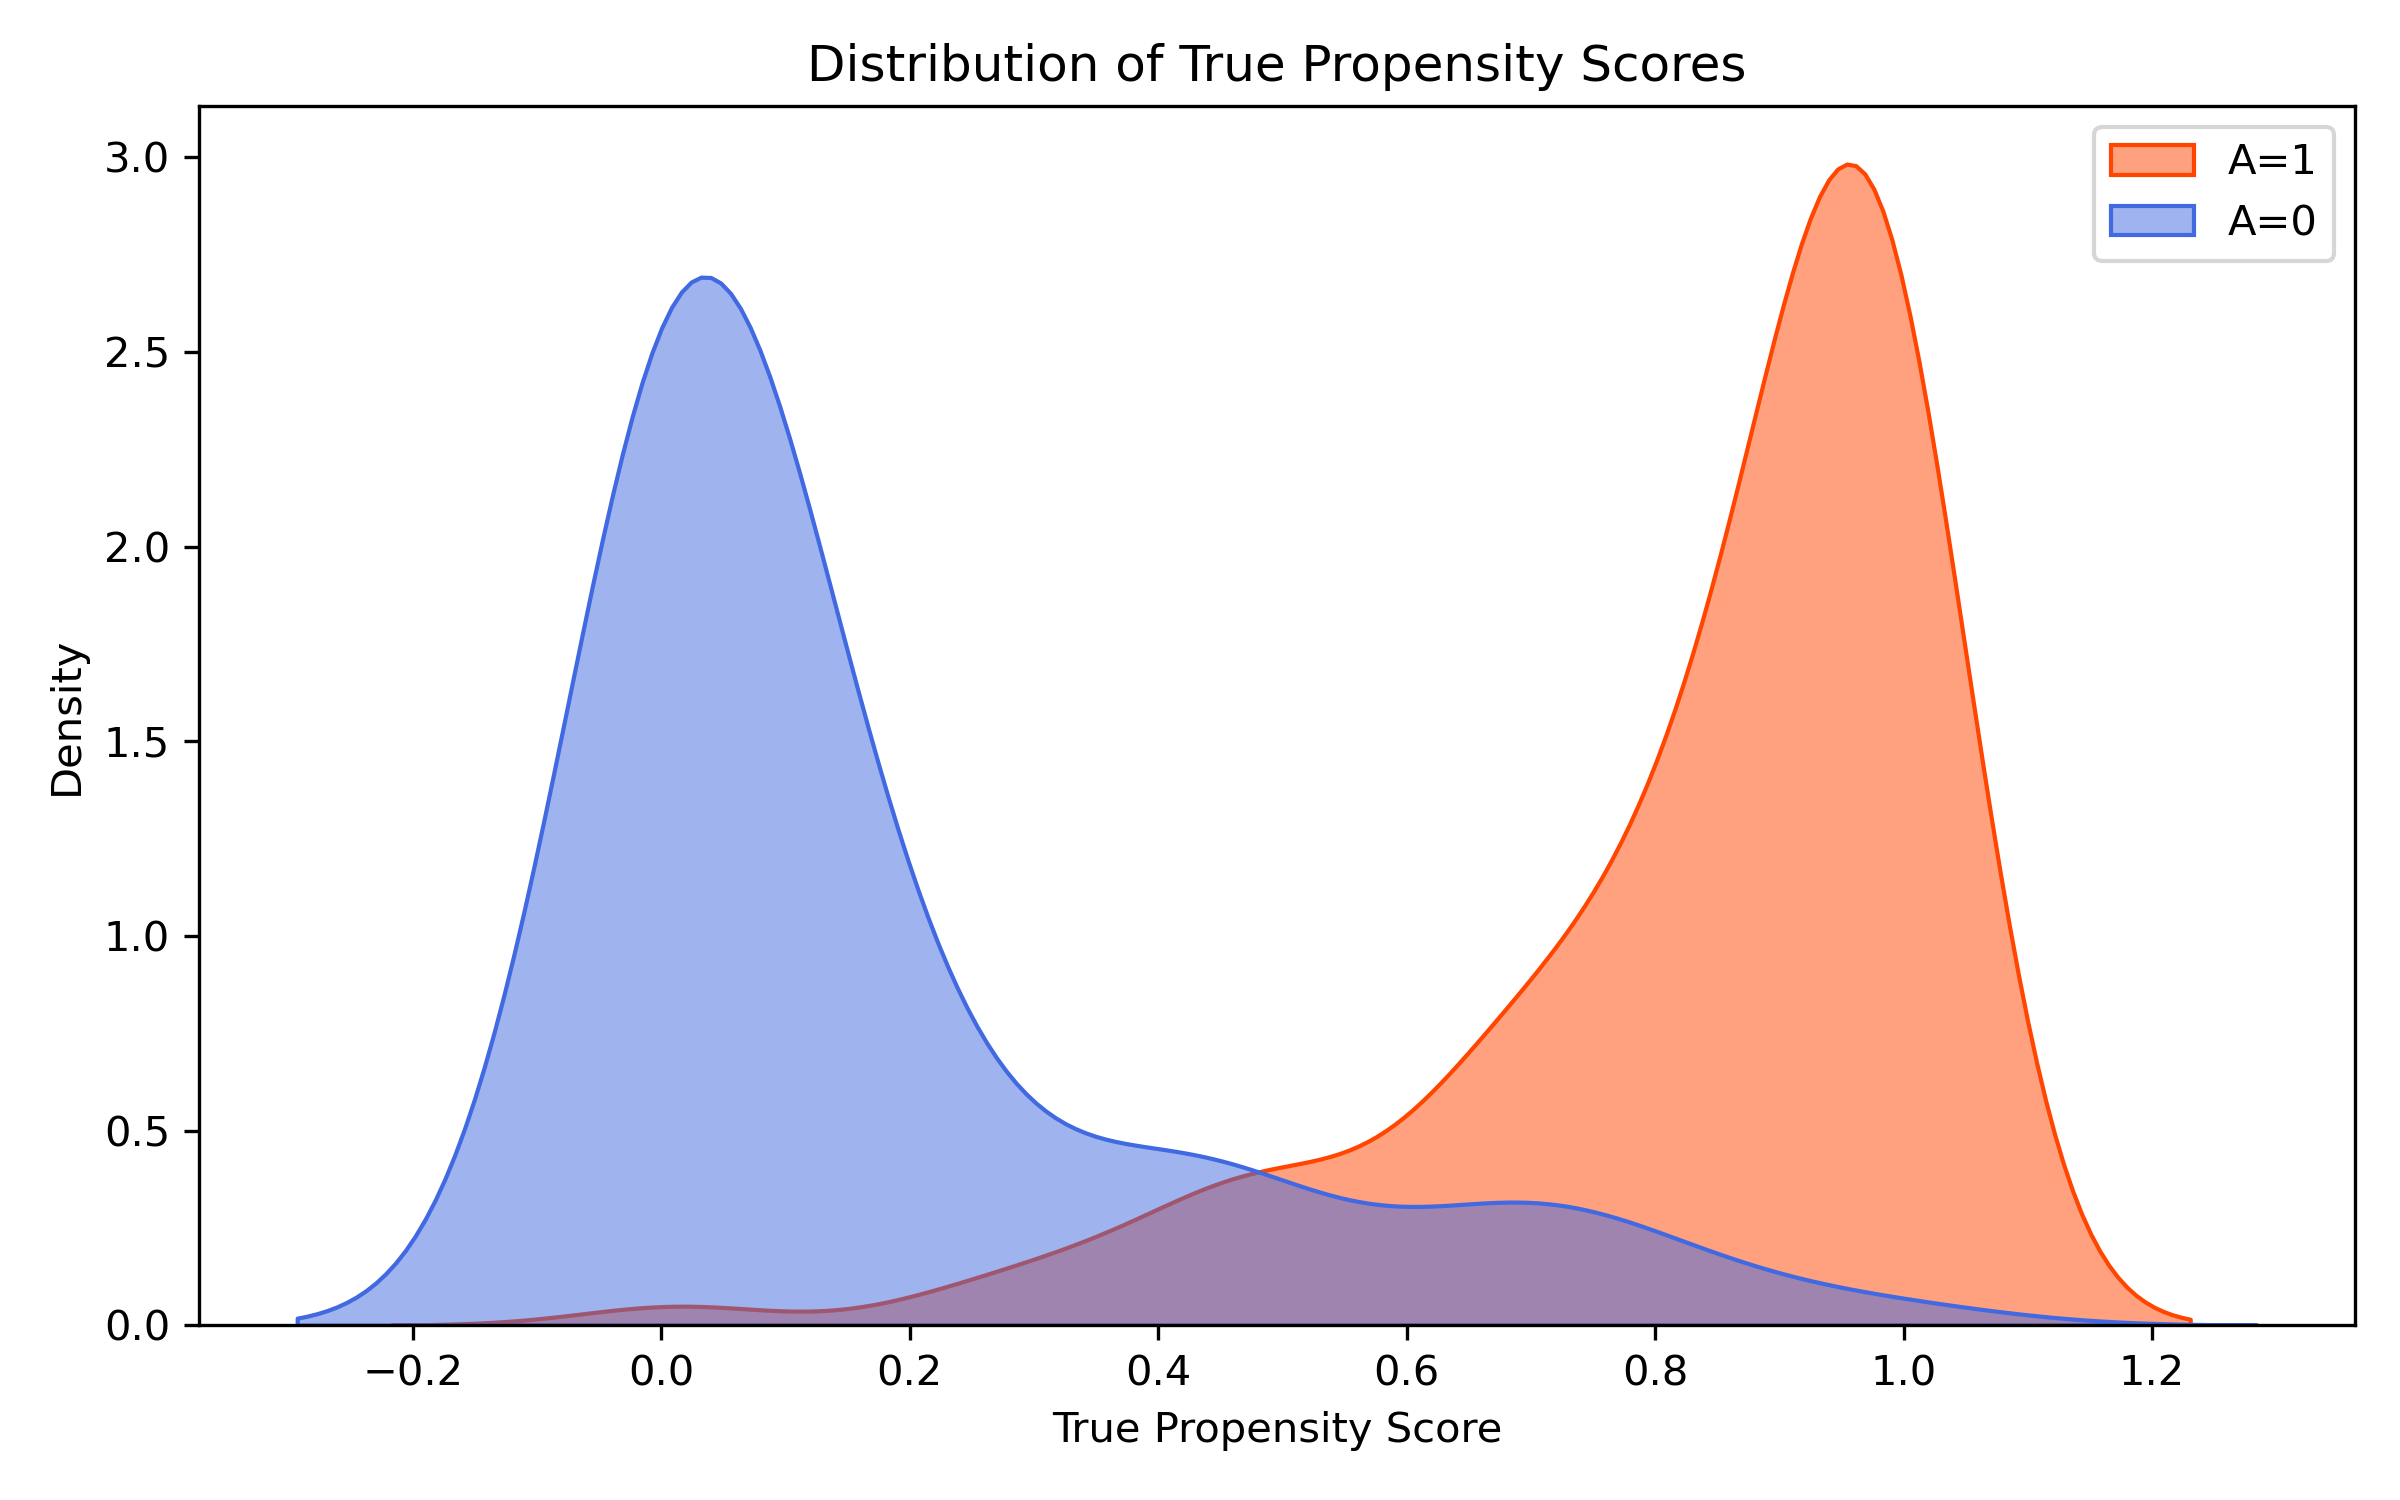 Distribution of True Propensity Scores
A=1
A=0
Density
3.0
2.5
2.0
1.5
1.0
0.5
0.0
−0.2 0.0 0.2 0.4 0.6 0.8 1.0 1.2
True Propensity Score